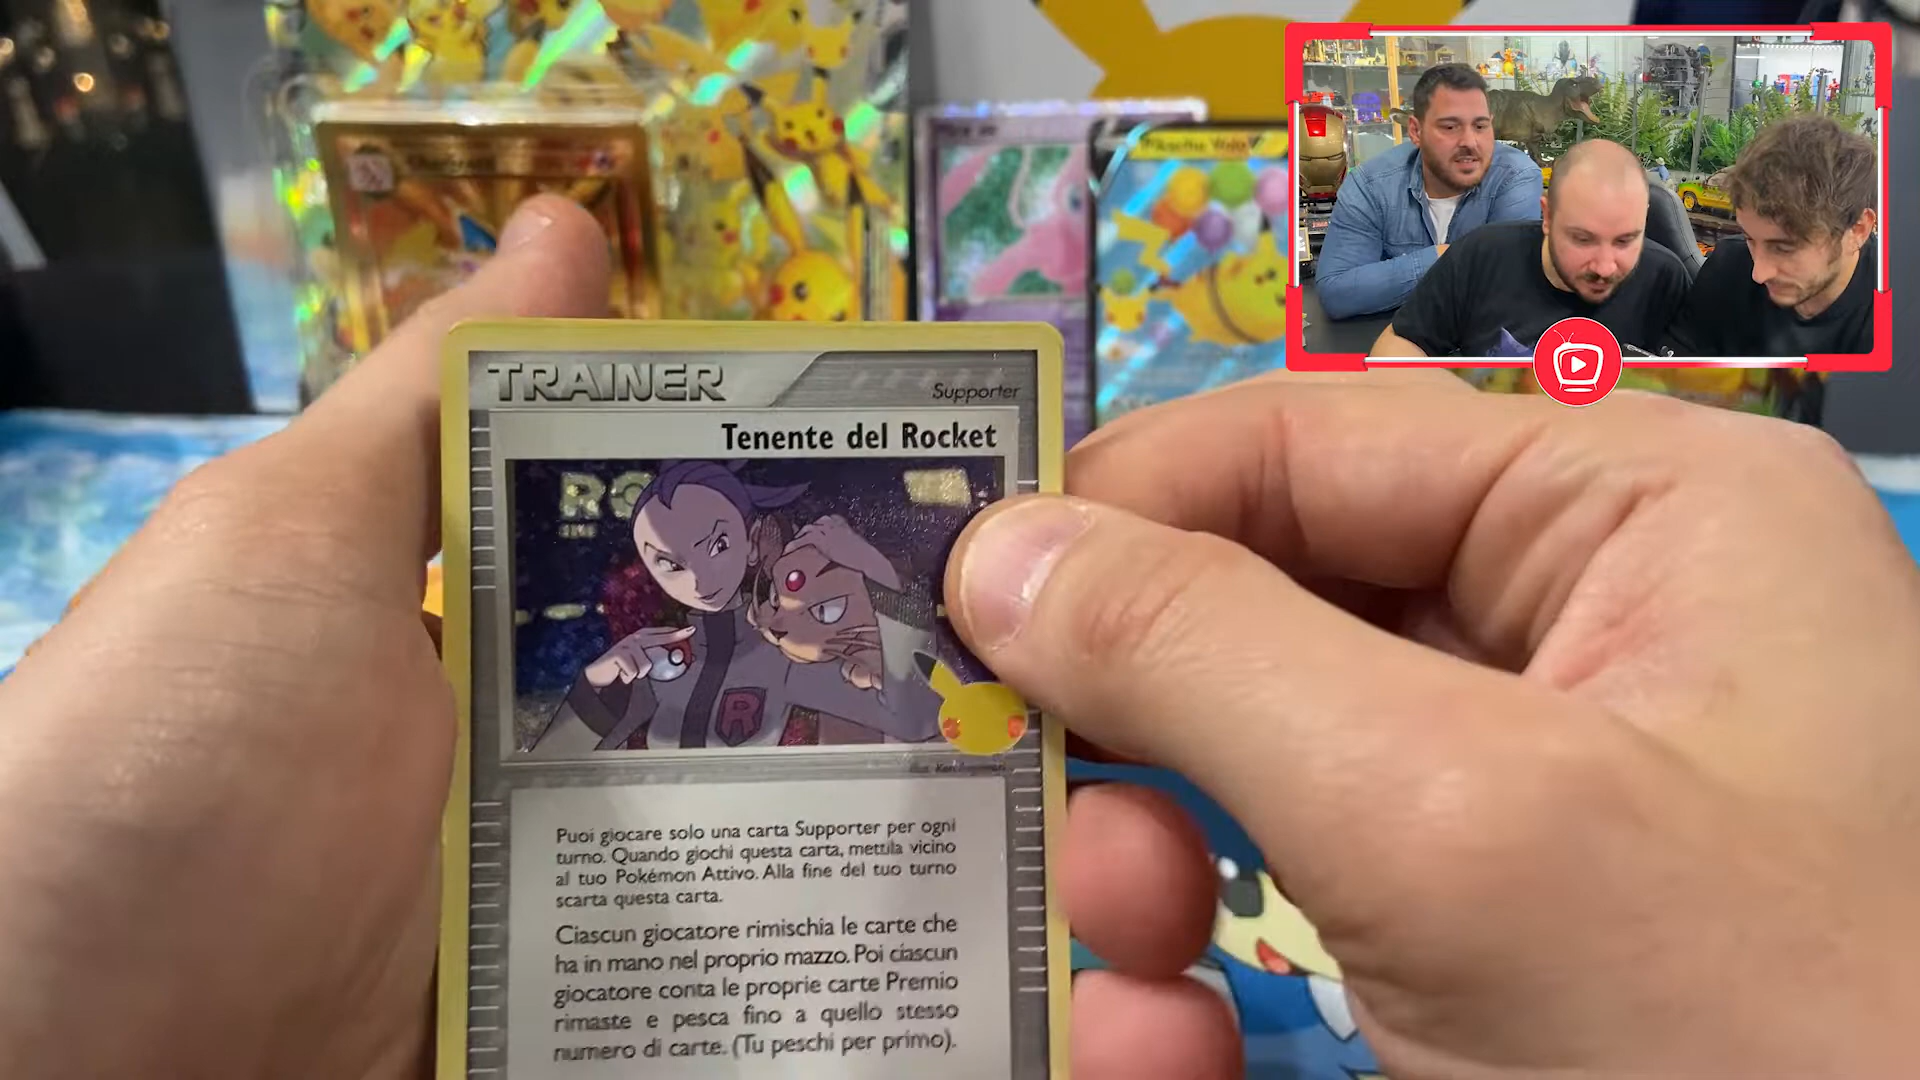 Pikachu Volo V
TRAINER
Supporter
Tenente del Rocket
R
Puoi giocare solo una carta Supporter per ogni
turno. Quando giochi questa carta, mettila vicino
al tuo Pokémon Attivo. Alla fine del tuo turno
scarta questa carta.
Ciascun giocatore rimischia le carte che
ha in mano nel proprio mazzo. Poi ciascun
giocatore conta le proprie carte Premio
rimaste e pesca fino a quello stesso
numero di carte. (Tu peschi per primo).